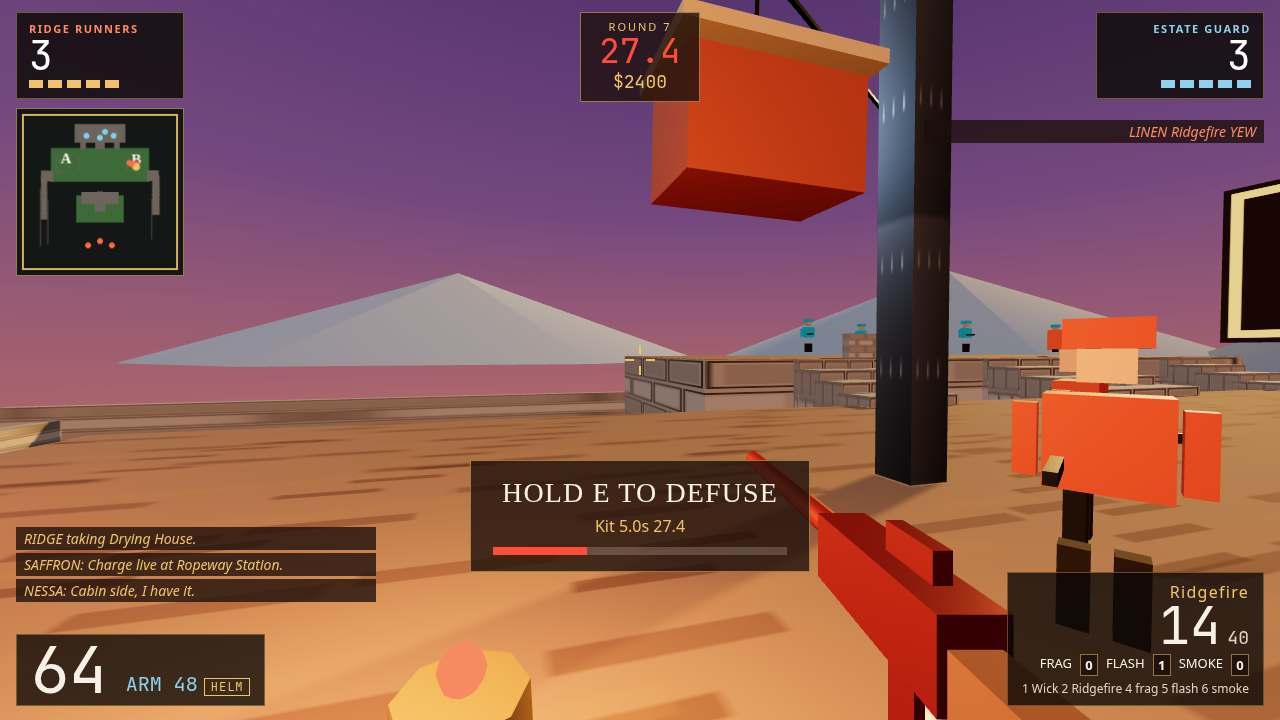 RIDGE RUNNERS
3
ROUND 7
27.4
$2400
ESTATE GUARD
3
LINEN Ridgefire YEW
A B
HOLD E TO DEFUSE
Kit 5.0s 27.4
RIDGE taking Drying House.
SAFFRON: Charge live at Ropeway Station.
NESSA: Cabin side, I have it.
64 ARM 48 HELM
Ridgefire
14 40
FRAG 0 FLASH 1 SMOKE 0
1 Wick 2 Ridgefire 4 frag 5 flash 6 smoke